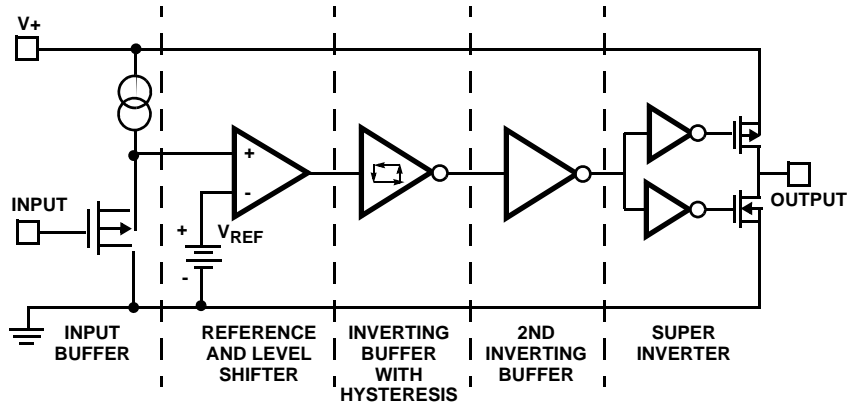 V+
+
-
INPUT
+
VREF
-
OUTPUT
INPUT
BUFFER
REFERENCE
AND LEVEL
SHIFTER
INVERTING
BUFFER
WITH
HYSTERESIS
2ND
INVERTING
BUFFER
SUPER
INVERTER